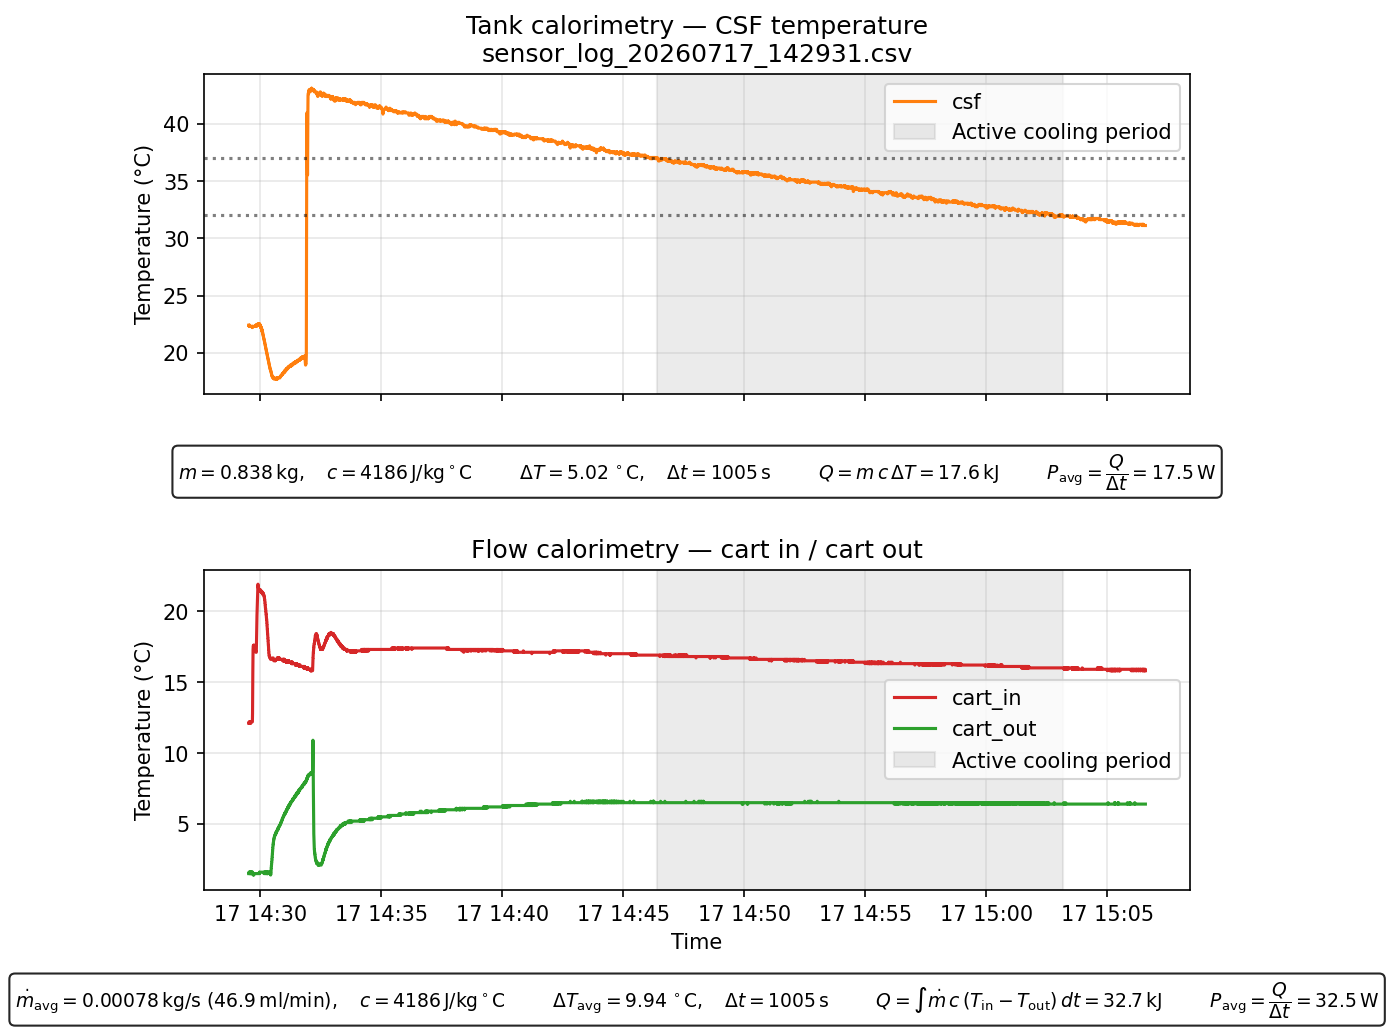 Tank calorimetry — CSF temperature
sensor_log_20260717_142931.csv
Temperature (°C)
40
35
30
25
20
csf
Active cooling period
m = 0.838 kg, c = 4186 J/kg °C ΔT = 5.02 °C, Δt = 1005 s Q = m c ΔT = 17.6 kJ P_avg = Q/Δt = 17.5 W
Flow calorimetry — cart in / cart out
Temperature (°C)
20
15
10
5
cart_in
cart_out
Active cooling period
17 14:30 17 14:35 17 14:40 17 14:45 17 14:50 17 14:55 17 15:00 17 15:05
Time
ṁ_avg = 0.00078 kg/s (46.9 ml/min), c = 4186 J/kg °C ΔT_avg = 9.94 °C, Δt = 1005 s Q = ∫ ṁ c (T_in − T_out) dt = 32.7 kJ P_avg = Q/Δt = 32.5 W